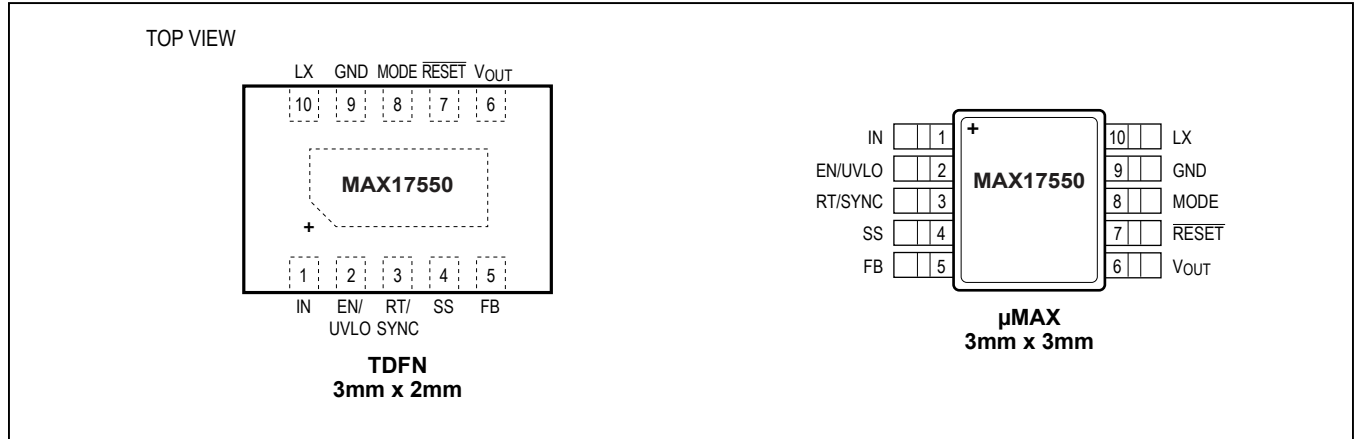 TOP VIEW
LX GND MODE RESET VOUT
10 9 8 7 6
MAX17550
+
1 2 3 4 5
IN EN/ RT/ SS FB
UVLO SYNC
TDFN
3mm x 2mm
IN 1 + 10 LX
EN/UVLO 2 MAX17550 9 GND
RT/SYNC 3 8 MODE
SS 4 7 RESET
FB 5 6 VOUT
µMAX
3mm x 3mm